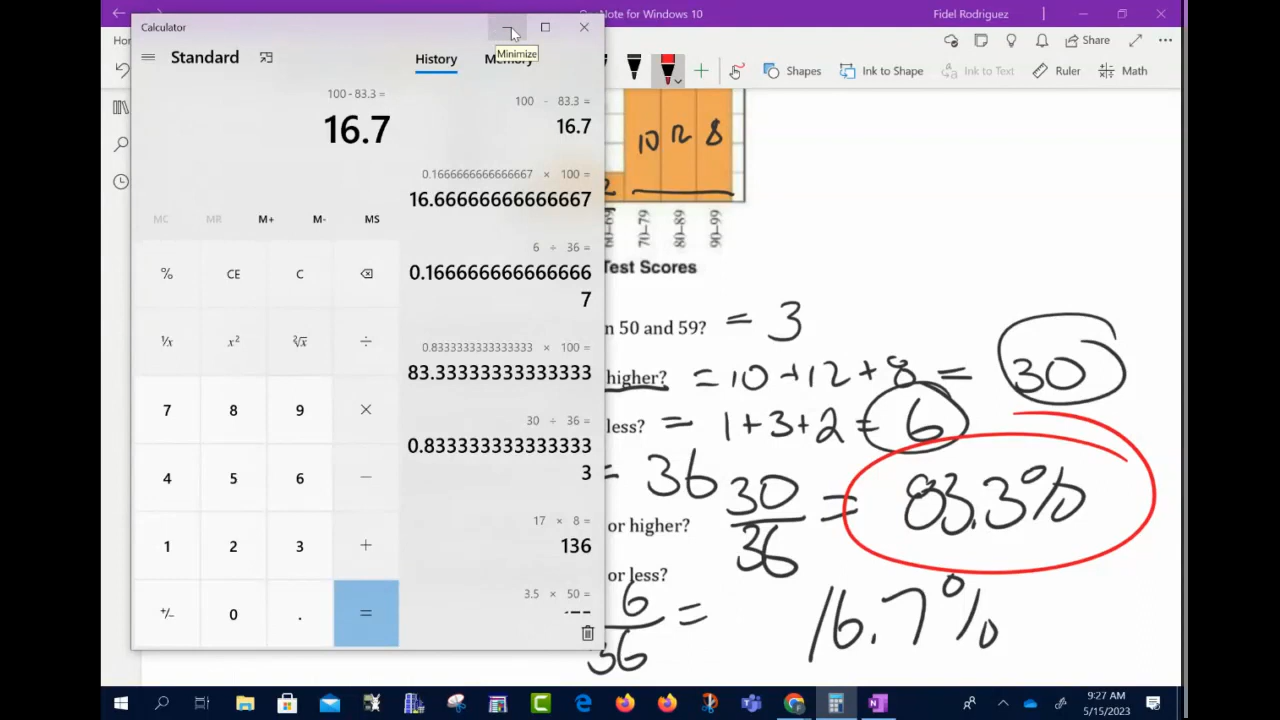 OneNote for Windows 10
Fidel Rodriguez
Calculator
Minimize
Standard
History
Share
Shapes
Ink to Shape
Ink to Text
Ruler
Math
100 - 83.3 =
16.7
100 - 83.3 =
16.7
0.1666666666666667 × 100 =
16.66666666666667
6 ÷ 36 =
0.166666666666666
7
0.8333333333333333 × 100 =
83.33333333333333
30 ÷ 36 =
0.833333333333333
3
17 × 8 =
136
3.5 × 50 =
MC MR M+ M- MS
% CE C
1/x x² ²√x ÷
7 8 9 ×
4 5 6 −
1 2 3 +
+/- 0 . =
10 12 8
2
60-69
70-79
80-89
90-99
Test Scores
n 50 and 59? = 3
higher? = 10 + 12 + 8 = 30
less? = 1 + 3 + 2 = 6
= 36
or higher? 30/36 = 83.3%
or less?
6/36 = 16.7%
9:27 AM
5/15/2023